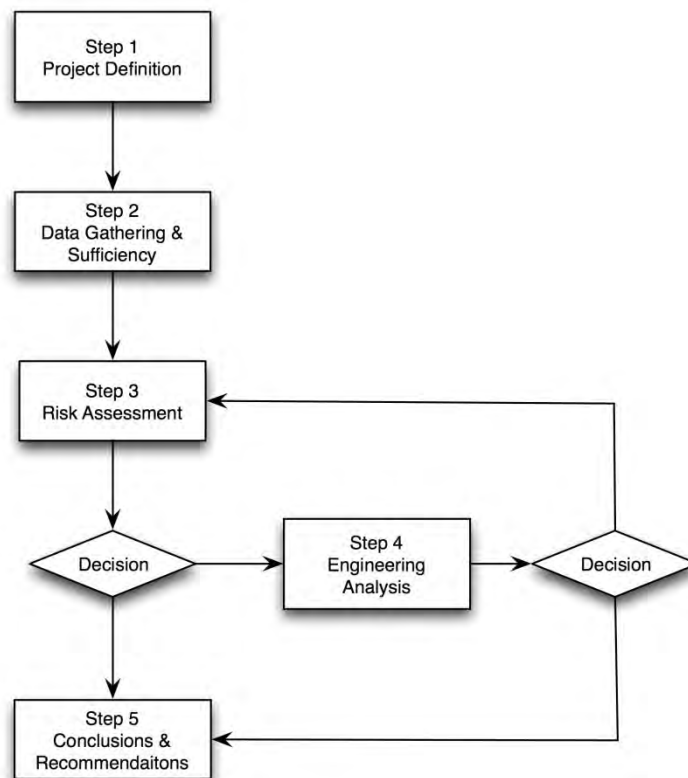 Step 1
Project Definition
Step 2
Data Gathering &
Sufficiency
Step 3
Risk Assessment
Decision
Step 4
Engineering
Analysis
Decision
Step 5
Conclusions &
Recommendaitons